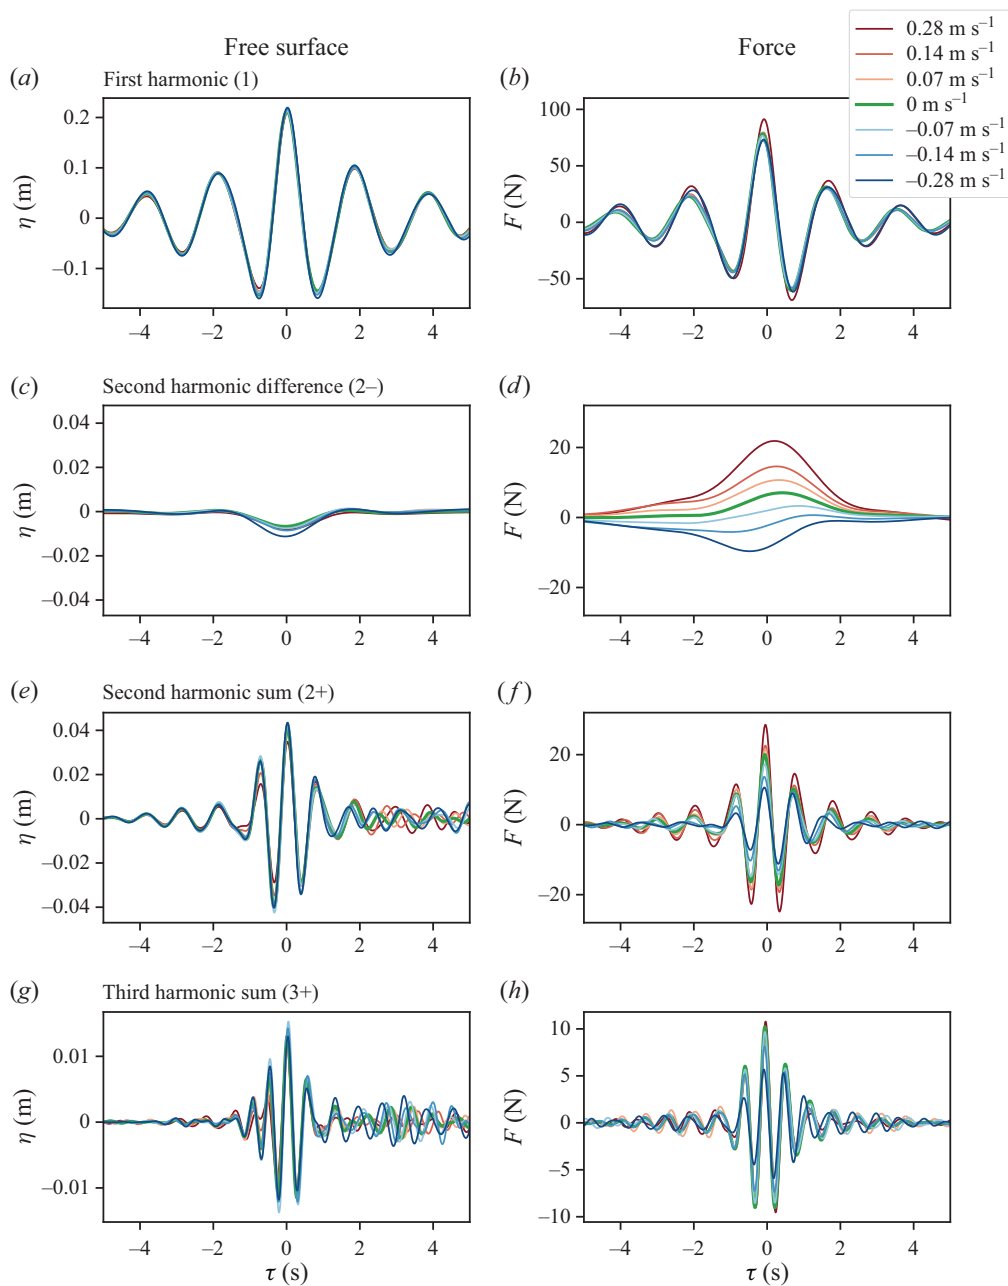 Free surface
Force
0.28 m s⁻¹
0.14 m s⁻¹
0.07 m s⁻¹
0 m s⁻¹
–0.07 m s⁻¹
–0.14 m s⁻¹
–0.28 m s⁻¹
(a) First harmonic (1)
η (m)
0.2
0.1
0
–0.1
–4 –2 0 2 4
(b)
F (N)
100
50
0
–50
–4 –2 0 2 4
(c) Second harmonic difference (2–)
η (m)
0.04
0.02
0
–0.02
–0.04
–4 –2 0 2 4
(d)
F (N)
20
0
–20
–4 –2 0 2 4
(e) Second harmonic sum (2+)
η (m)
0.04
0.02
0
–0.02
–0.04
–4 –2 0 2 4
(f)
F (N)
20
0
–20
–4 –2 0 2 4
(g) Third harmonic sum (3+)
η (m)
0.01
0
–0.01
–4 –2 0 2 4
τ (s)
(h)
F (N)
10
5
0
–5
–10
–4 –2 0 2 4
τ (s)